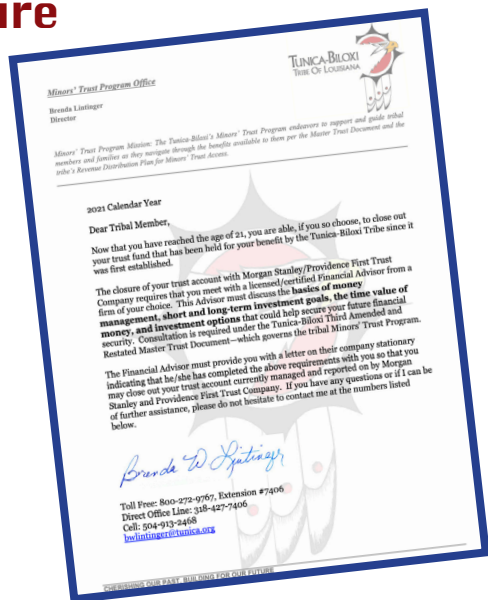 ure
TUNICA-BILOXI
TRIBE OF LOUISIANA
Minors' Trust Program Office
Brenda Lintinger
Director
Minors' Trust Program Mission: The Tunica-Biloxi's Minors' Trust Program endeavors to support and guide tribal
members and families as they navigate through the benefits available to them per the Master Trust Document and the
tribe's Revenue Distribution Plan for Minors' Trust Access.
2021 Calendar Year
Dear Tribal Member,
Now that you have reached the age of 21, you are able, if you so choose, to close out
your trust fund that has been held for your benefit by the Tunica-Biloxi Tribe since it
was first established.
The closure of your trust account with Morgan Stanley/Providence First Trust
Company requires that you meet with a licensed/certified Financial Advisor from a
firm of your choice. This Advisor must discuss the basics of money
management, short and long-term investment goals, the time value of
money, and investment options that could help secure your future financial
security. Consultation is required under the Tunica-Biloxi Third Amended and
Restated Master Trust Document—which governs the tribal Minors' Trust Program.
The Financial Advisor must provide you with a letter on their company stationary
indicating that he/she has completed the above requirements with you so that you
may close out your trust account currently managed and reported on by Morgan
Stanley and Providence First Trust Company. If you have any questions or if I can be
of further assistance, please do not hesitate to contact me at the numbers listed
below.
Brenda W Lintinger
Toll Free: 800-272-9767, Extension #7406
Direct Office Line: 318-427-7406
Cell: 504-913-2468
bwlintinger@tunica.org
CHERISHING OUR PAST, BUILDING FOR OUR FUTURE